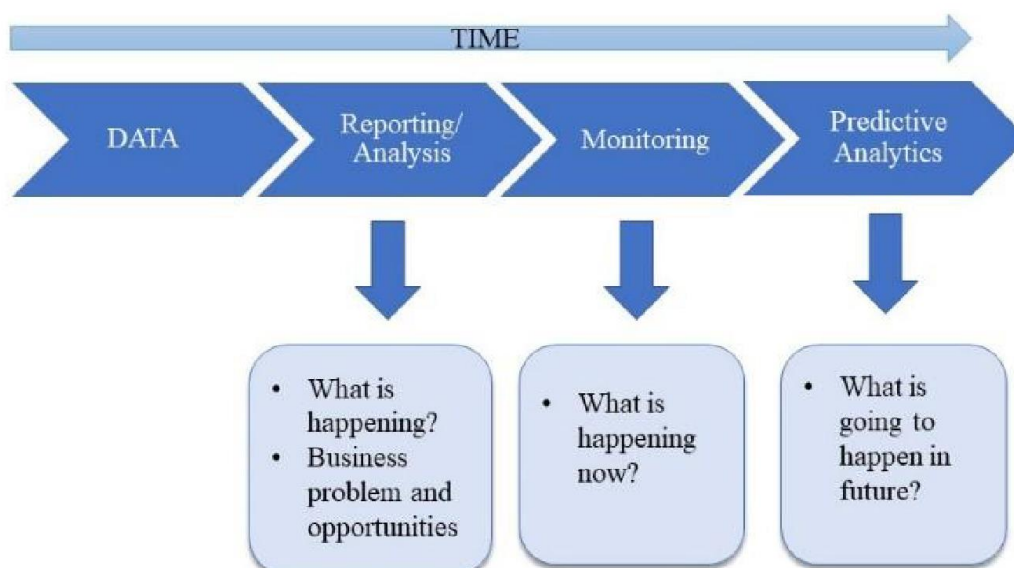 TIME
DATA
Reporting/
Analysis
Monitoring
Predictive
Analytics
• What is
happening?
• Business
problem and
opportunities
• What is
happening
now?
• What is
going to
happen in
future?